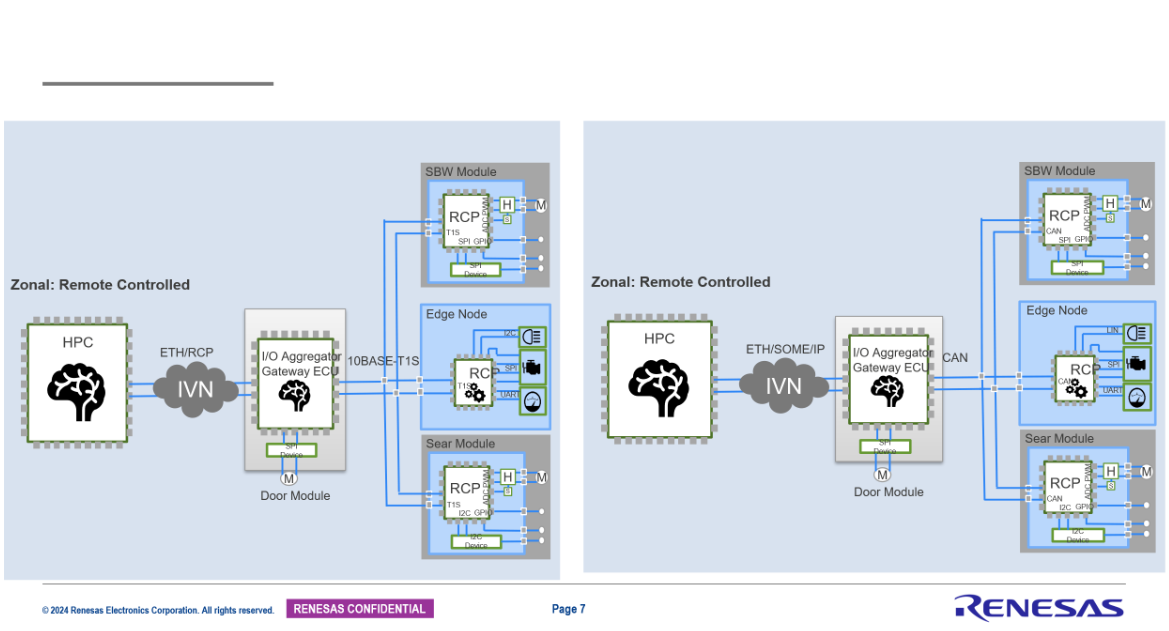 Zonal: Remote Controlled
HPC
ETH/RCP
IVN
I/O Aggregator
Gateway ECU
SPI
Device
M
Door Module
10BASE-T1S
SBW Module
RCP
T1S
ADC PWM
SPI GPIO
H
S
M
SPI
Device
Edge Node
RCP
T1S
I2C
SPI
UART
Sear Module
RCP
T1S
ADC PWM
I2C GPIO
H
S
M
I2C
Device
Zonal: Remote Controlled
HPC
ETH/SOME/IP
IVN
I/O Aggregator
Gateway ECU
SPI
Device
M
Door Module
CAN
SBW Module
RCP
CAN
ADC PWM
SPI GPIO
H
S
M
SPI
Device
Edge Node
RCP
CAN
LIN
SPI
UART
Sear Module
RCP
CAN
ADC PWM
I2C GPIO
H
S
M
I2C
Device
© 2024 Renesas Electronics Corporation. All rights reserved.
RENESAS CONFIDENTIAL
Page 7
RENESAS